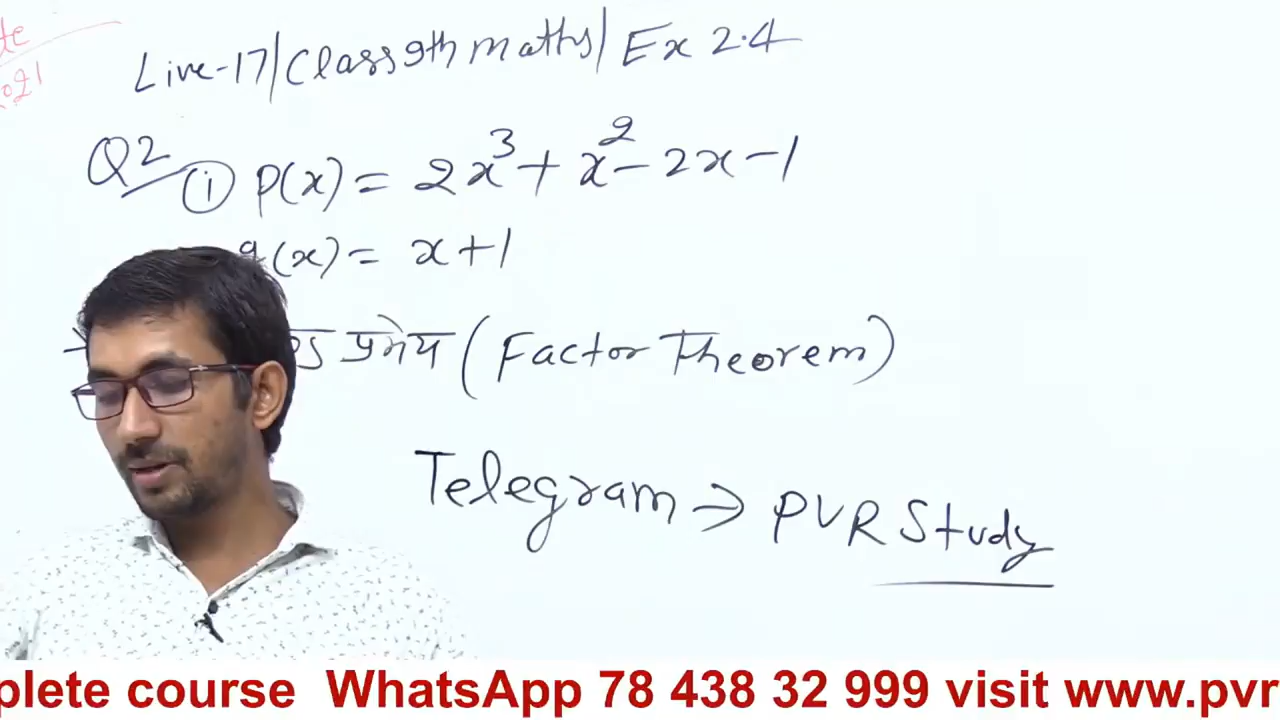 Live-17/Class 9th maths/ Ex 2.4
Q2 (i) p(x) = 2x³ + x² - 2x - 1
(x) = x + 1
प्रमेय (Factor Theorem)
Telegram → PVR Study
plete course WhatsApp 78 438 32 999 visit www.pvr